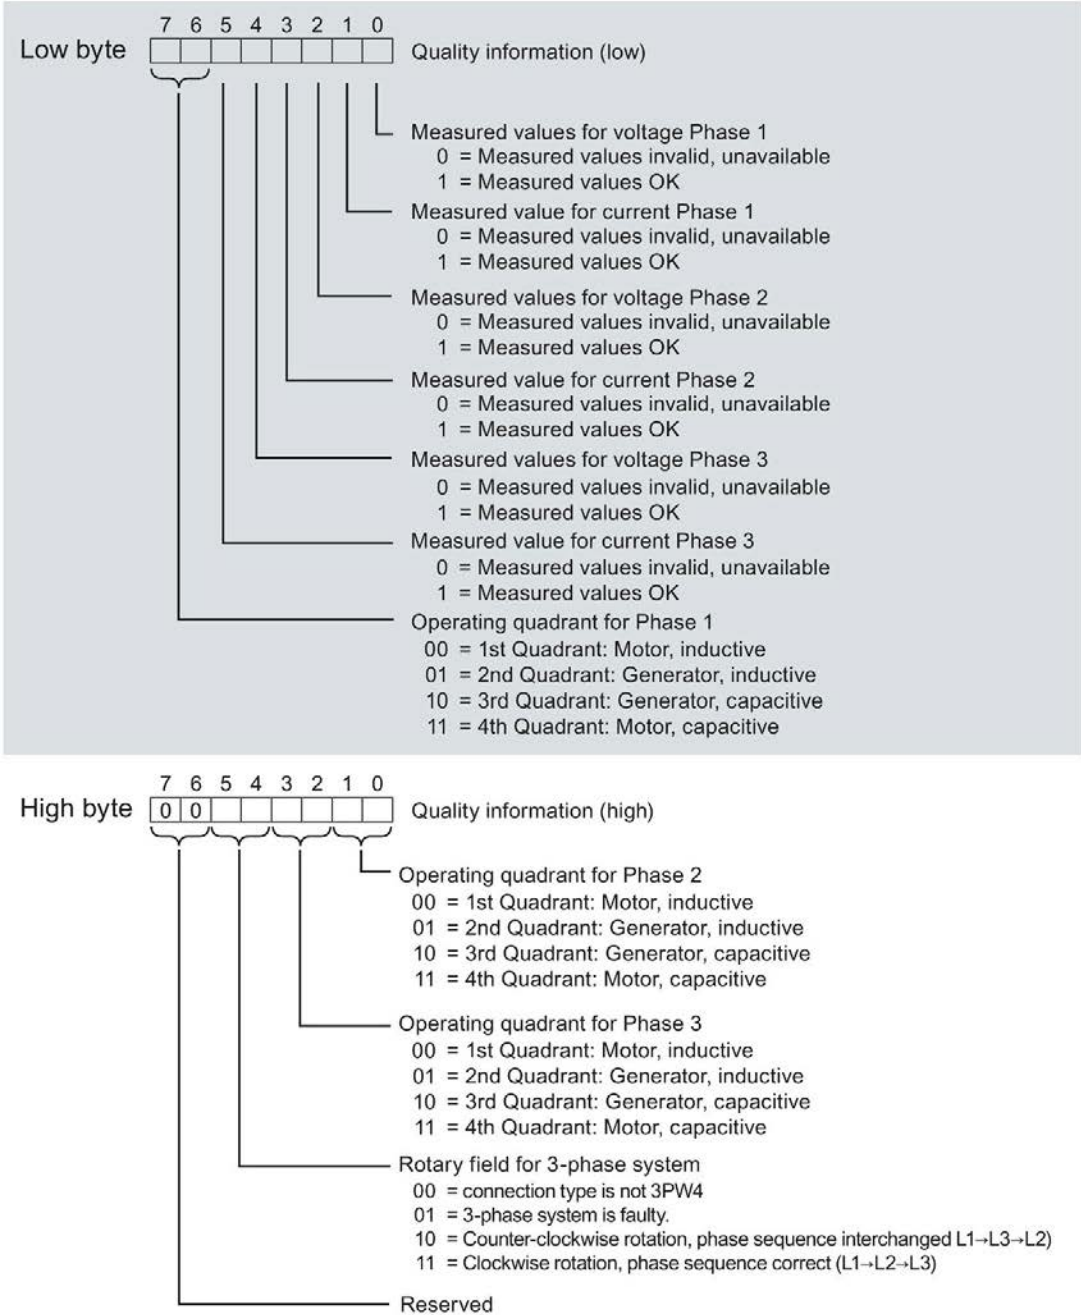 7 6 5 4 3 2 1 0
Low byte Quality information (low)
Measured values for voltage Phase 1
0 = Measured values invalid, unavailable
1 = Measured values OK
Measured value for current Phase 1
0 = Measured values invalid, unavailable
1 = Measured values OK
Measured values for voltage Phase 2
0 = Measured values invalid, unavailable
1 = Measured values OK
Measured value for current Phase 2
0 = Measured values invalid, unavailable
1 = Measured values OK
Measured values for voltage Phase 3
0 = Measured values invalid, unavailable
1 = Measured values OK
Measured value for current Phase 3
0 = Measured values invalid, unavailable
1 = Measured values OK
Operating quadrant for Phase 1
00 = 1st Quadrant: Motor, inductive
01 = 2nd Quadrant: Generator, inductive
10 = 3rd Quadrant: Generator, capacitive
11 = 4th Quadrant: Motor, capacitive
7 6 5 4 3 2 1 0
High byte 0 0 Quality information (high)
Operating quadrant for Phase 2
00 = 1st Quadrant: Motor, inductive
01 = 2nd Quadrant: Generator, inductive
10 = 3rd Quadrant: Generator, capacitive
11 = 4th Quadrant: Motor, capacitive
Operating quadrant for Phase 3
00 = 1st Quadrant: Motor, inductive
01 = 2nd Quadrant: Generator, inductive
10 = 3rd Quadrant: Generator, capacitive
11 = 4th Quadrant: Motor, capacitive
Rotary field for 3-phase system
00 = connection type is not 3PW4
01 = 3-phase system is faulty.
10 = Counter-clockwise rotation, phase sequence interchanged L1→L3→L2)
11 = Clockwise rotation, phase sequence correct (L1→L2→L3)
Reserved